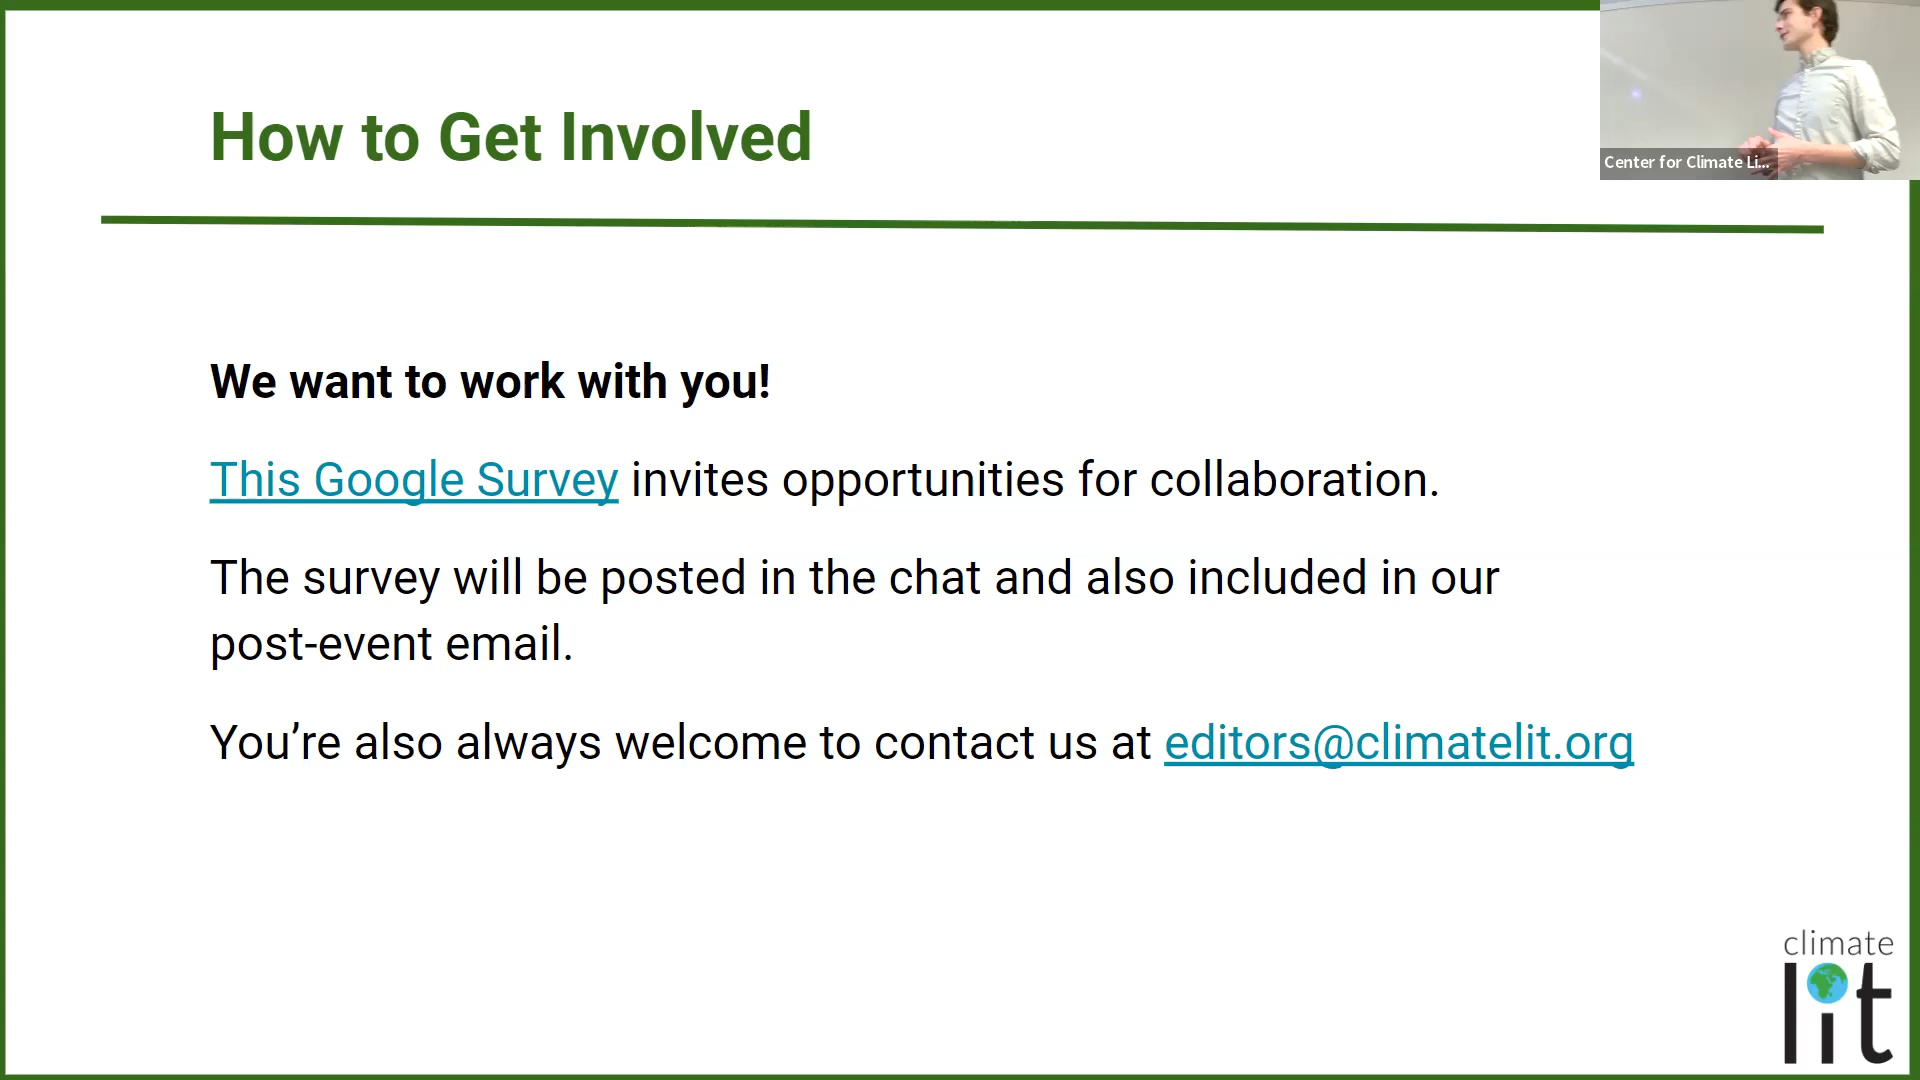 How to Get Involved
Center for Climate Li...
We want to work with you!
This Google Survey invites opportunities for collaboration.
The survey will be posted in the chat and also included in our
post-event email.
You’re also always welcome to contact us at editors@climatelit.org
climate
lit